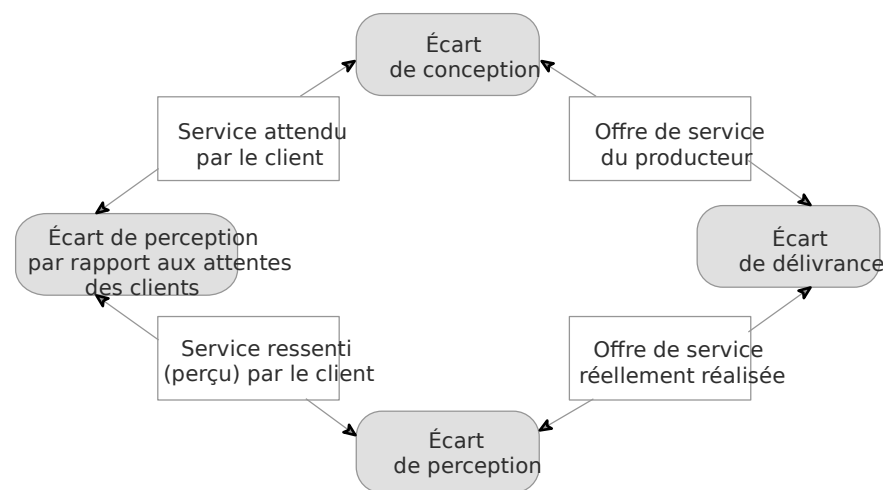 Écart
de conception
Service attendu
par le client
Offre de service
du producteur
Écart de perception
par rapport aux attentes
des clients
Écart
de délivrance
Service ressenti
(perçu) par le client
Offre de service
réellement réalisée
Écart
de perception